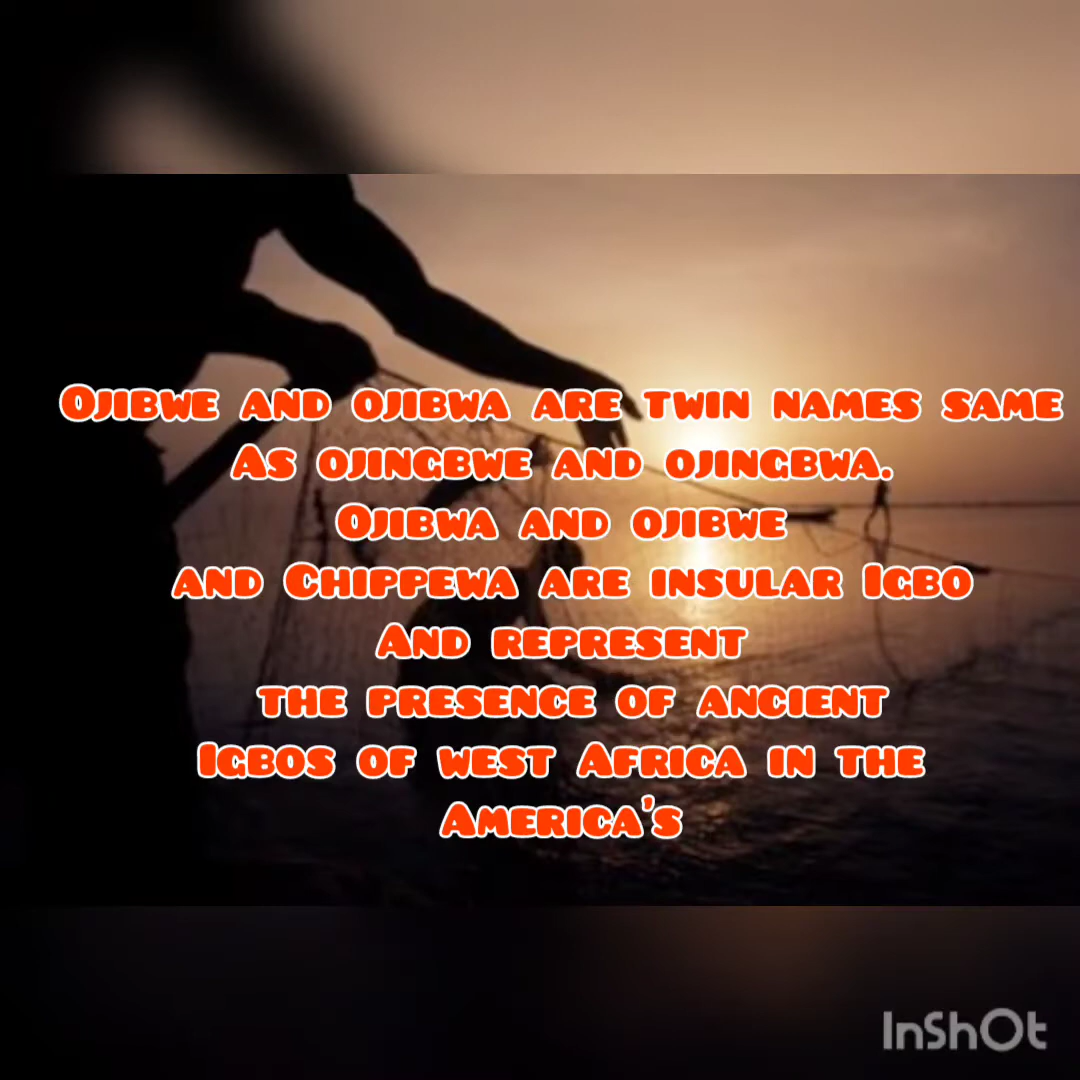 Ojibwe and ojibwa are twin names same
As ojingbwe and ojingbwa.
Ojibwa and ojibwe
and Chippewa are insular Igbo
And represent
the presence of ancient
Igbos of west Africa in the
America's
InShOt